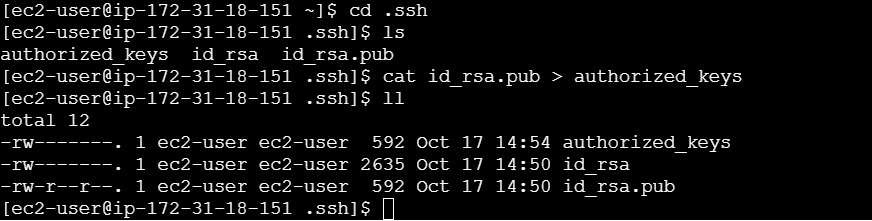 [ec2-user@ip-172-31-18-151 ~]$ cd .ssh
[ec2-user@ip-172-31-18-151 .ssh]$ ls
authorized_keys  id_rsa  id_rsa.pub
[ec2-user@ip-172-31-18-151 .ssh]$ cat id_rsa.pub > authorized_keys
[ec2-user@ip-172-31-18-151 .ssh]$ ll
total 12
-rw-------. 1 ec2-user ec2-user  592 Oct 17 14:54 authorized_keys
-rw-------. 1 ec2-user ec2-user 2635 Oct 17 14:50 id_rsa
-rw-r--r--. 1 ec2-user ec2-user  592 Oct 17 14:50 id_rsa.pub
[ec2-user@ip-172-31-18-151 .ssh]$